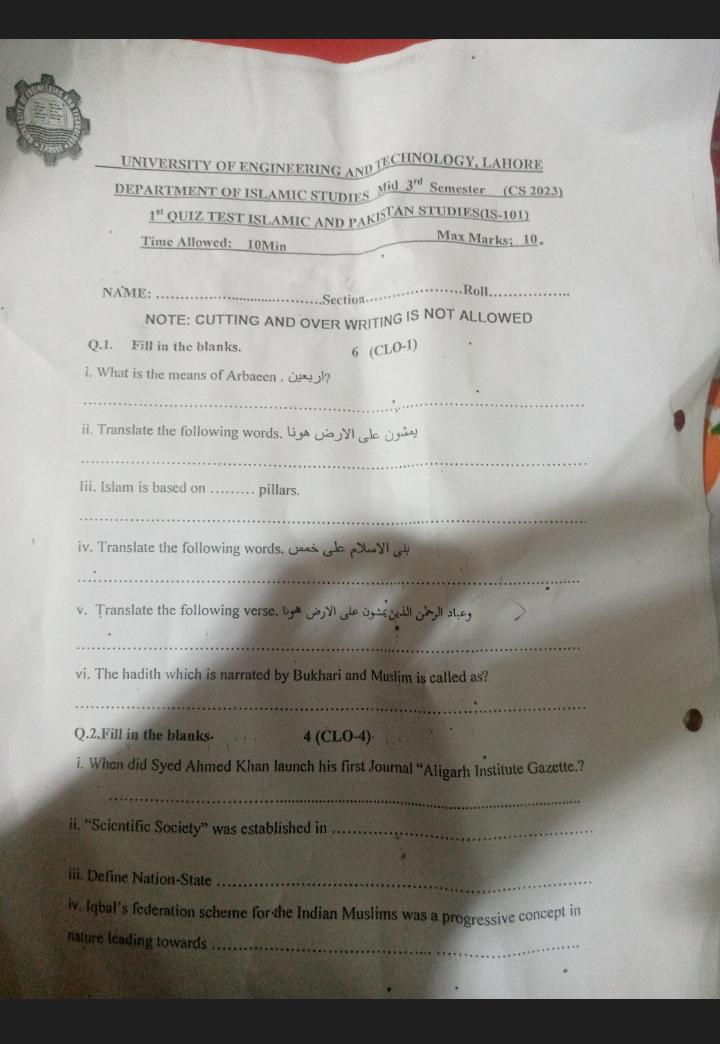 UNIVERSITY OF ENGINEERING AND TECHNOLOGY, LAHORE
DEPARTMENT OF ISLAMIC STUDIES Mid 3rd Semester (CS 2023)
1st QUIZ TEST ISLAMIC AND PAKISTAN STUDIES(IS-101)
Time Allowed: 10Min Max Marks; 10.
NAME: ........................................Section........................Roll....................
NOTE: CUTTING AND OVER WRITING IS NOT ALLOWED
Q.1. Fill in the blanks. 6 (CLO-1)
i. What is the means of Arbaeen . اربعین?
ii. Translate the following words. یمشون علی الارض ھونا
Iii. Islam is based on ......... pillars.
iv. Translate the following words. بنی الاسلام علی خمس
v. Translate the following verse. وعباد الرحمٰن الذین یمشون علی الارض ھونا
vi. The hadith which is narrated by Bukhari and Muslim is called as?
Q.2.Fill in the blanks- 4 (CLO-4)
i. When did Syed Ahmed Khan launch his first Journal “Aligarh Institute Gazette.?
ii. “Scientific Society” was established in ..........................................................
iii. Define Nation-State ..........................................................................
iv. Iqbal's federation scheme for the Indian Muslims was a progressive concept in
nature leading towards ..........................................................................